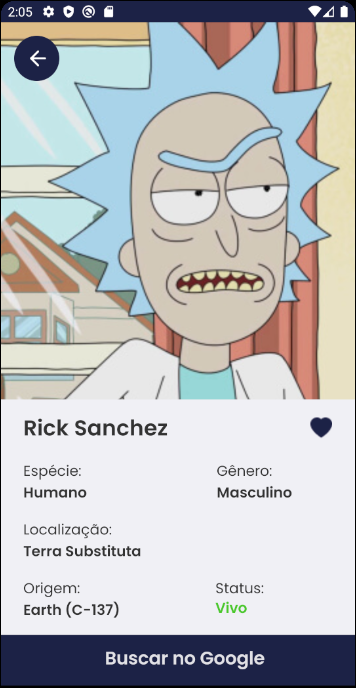 2:05
Rick Sanchez
Espécie: Gênero:
Humano Masculino
Localização:
Terra Substituta
Origem: Status:
Earth (C-137) Vivo
Buscar no Google